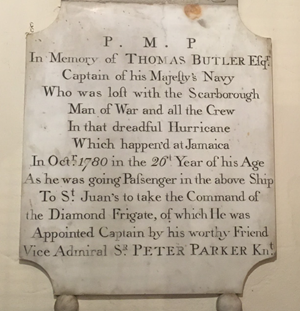 P. M. P
In Memory of THOMAS BUTLER Esqr.
Captain of his Majeſty's Navy
Who was loſt with the Scarborough
Man of War and all the Crew
In that dreadful Hurricane
Which happen'd at Jamaica
In Octr. 1780 in the 26th Year of his Age
As he was going Paſsenger in the above Ship
To St. Juan's to take the Command of
the Diamond Frigate, of which He was
Appointed Captain by his worthy Friend
Vice Admiral Sr. PETER PARKER Knt.